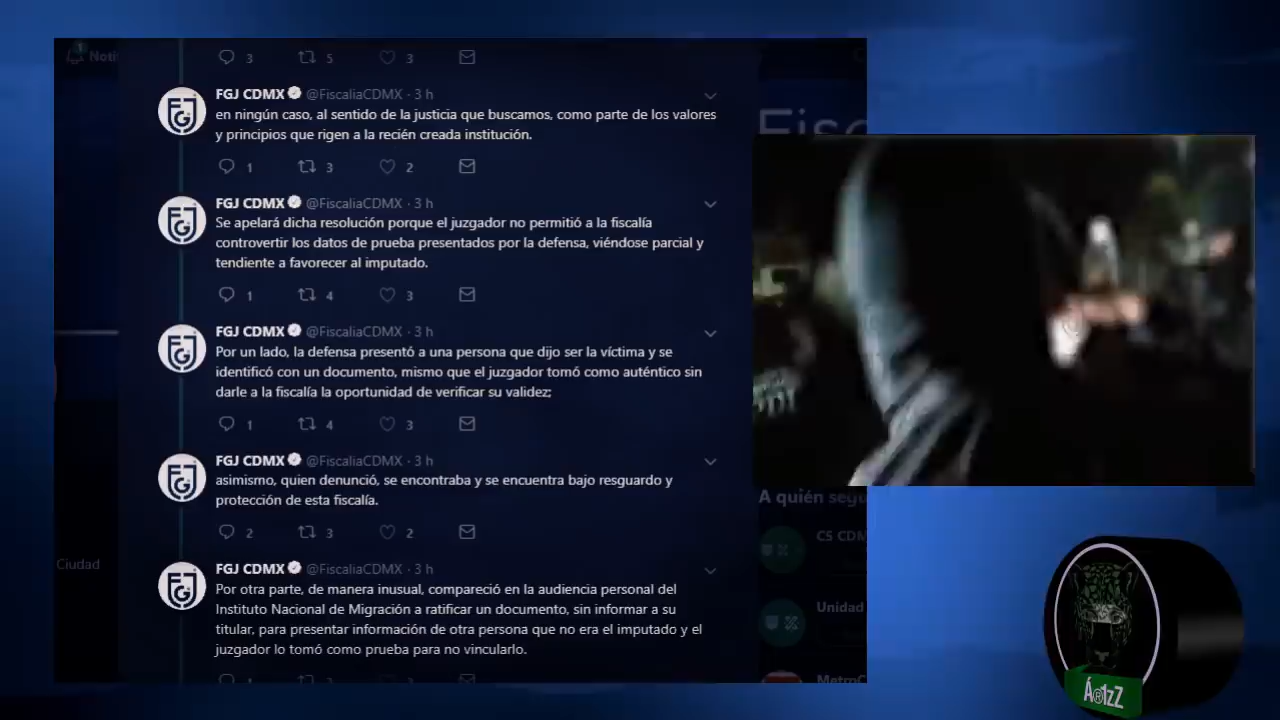 Noti
3 5 3
FGJ CDMX @FiscaliaCDMX · 3 h
en ningún caso, al sentido de la justicia que buscamos, como parte de los valores
y principios que rigen a la recién creada institución.
1 3 2
FGJ CDMX @FiscaliaCDMX · 3 h
Se apelará dicha resolución porque el juzgador no permitió a la fiscalía
controvertir los datos de prueba presentados por la defensa, viéndose parcial y
tendiente a favorecer al imputado.
1 4 3
FGJ CDMX @FiscaliaCDMX · 3 h
Por un lado, la defensa presentó a una persona que dijo ser la víctima y se
identificó con un documento, mismo que el juzgador tomó como auténtico sin
darle a la fiscalía la oportunidad de verificar su validez;
1 4 3
FGJ CDMX @FiscaliaCDMX · 3 h
asimismo, quien denunció, se encontraba y se encuentra bajo resguardo y
protección de esta fiscalía.
2 3 2
FGJ CDMX @FiscaliaCDMX · 3 h
Por otra parte, de manera inusual, compareció en la audiencia personal del
Instituto Nacional de Migración a ratificar un documento, sin informar a su
titular, para presentar información de otra persona que no era el imputado y el
juzgador lo tomó como prueba para no vincularlo.
Ciudad
Fisc
A quién segu
C5 CDM
Unidad
MetroC
Á®1zZ